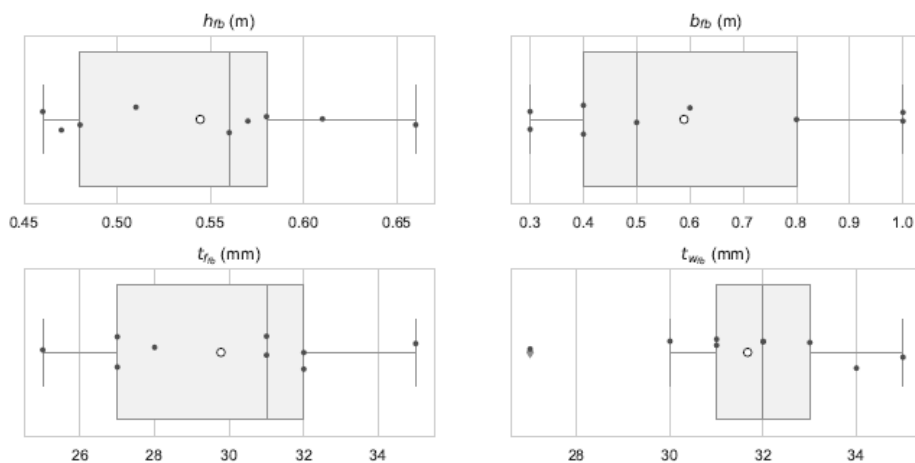 h_fb (m)
b_fb (m)
0.45 0.50 0.55 0.60 0.65
0.3 0.4 0.5 0.6 0.7 0.8 0.9 1.0
t_f_fb (mm)
t_w_fb (mm)
26 28 30 32 34
28 30 32 34